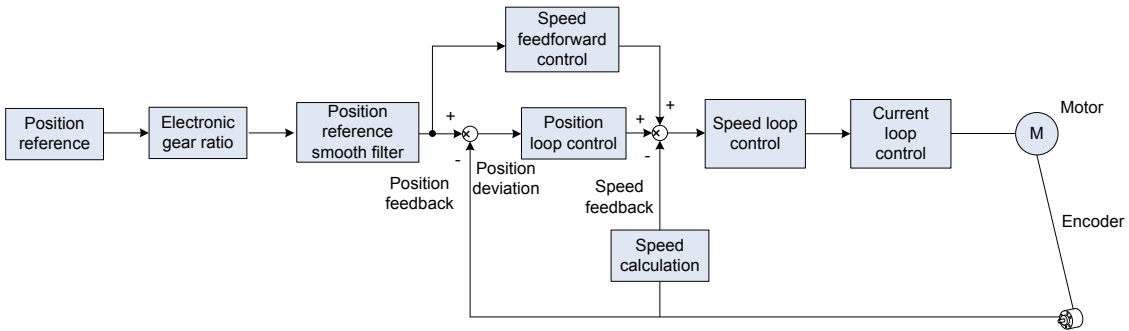 Speed
feedforward
control
Position
reference
Electronic
gear ratio
Position
reference
smooth filter
+
-
Position
feedback
Position
deviation
Position
loop control
+
+
-
Speed
feedback
Speed
calculation
Speed loop
control
Current
loop
control
Motor
M
Encoder